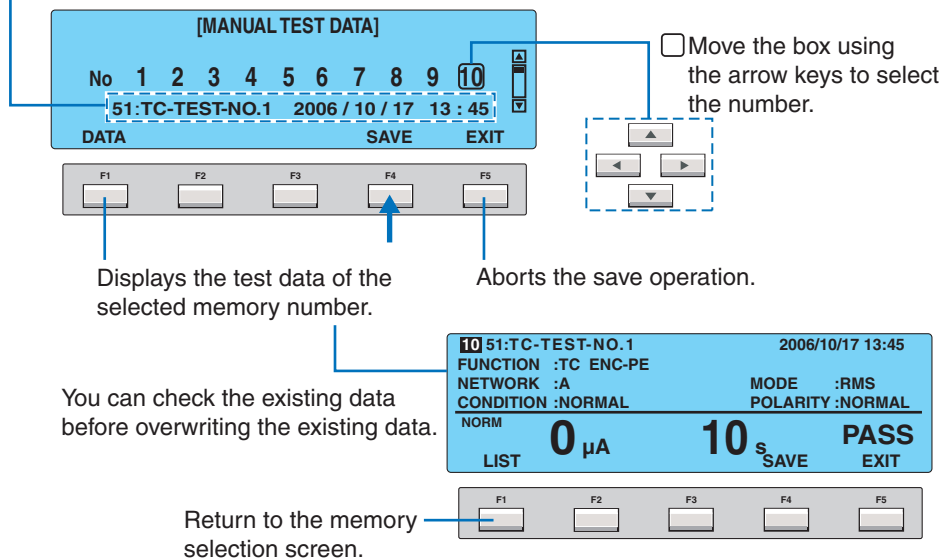 [MANUAL TEST DATA]
No 1 2 3 4 5 6 7 8 9 10
51:TC-TEST-NO.1 2006 / 10 / 17 13 : 45
DATA SAVE EXIT
Move the box using
the arrow keys to select
the number.
F1 F2 F3 F4 F5
Displays the test data of the
selected memory number.
Aborts the save operation.
You can check the existing data
before overwriting the existing data.
10 51:TC-TEST-NO.1 2006/10/17 13:45
FUNCTION :TC ENC-PE
NETWORK :A MODE :RMS
CONDITION :NORMAL POLARITY :NORMAL
NORM
0 µA 10 s PASS
LIST SAVE EXIT
F1 F2 F3 F4 F5
Return to the memory
selection screen.